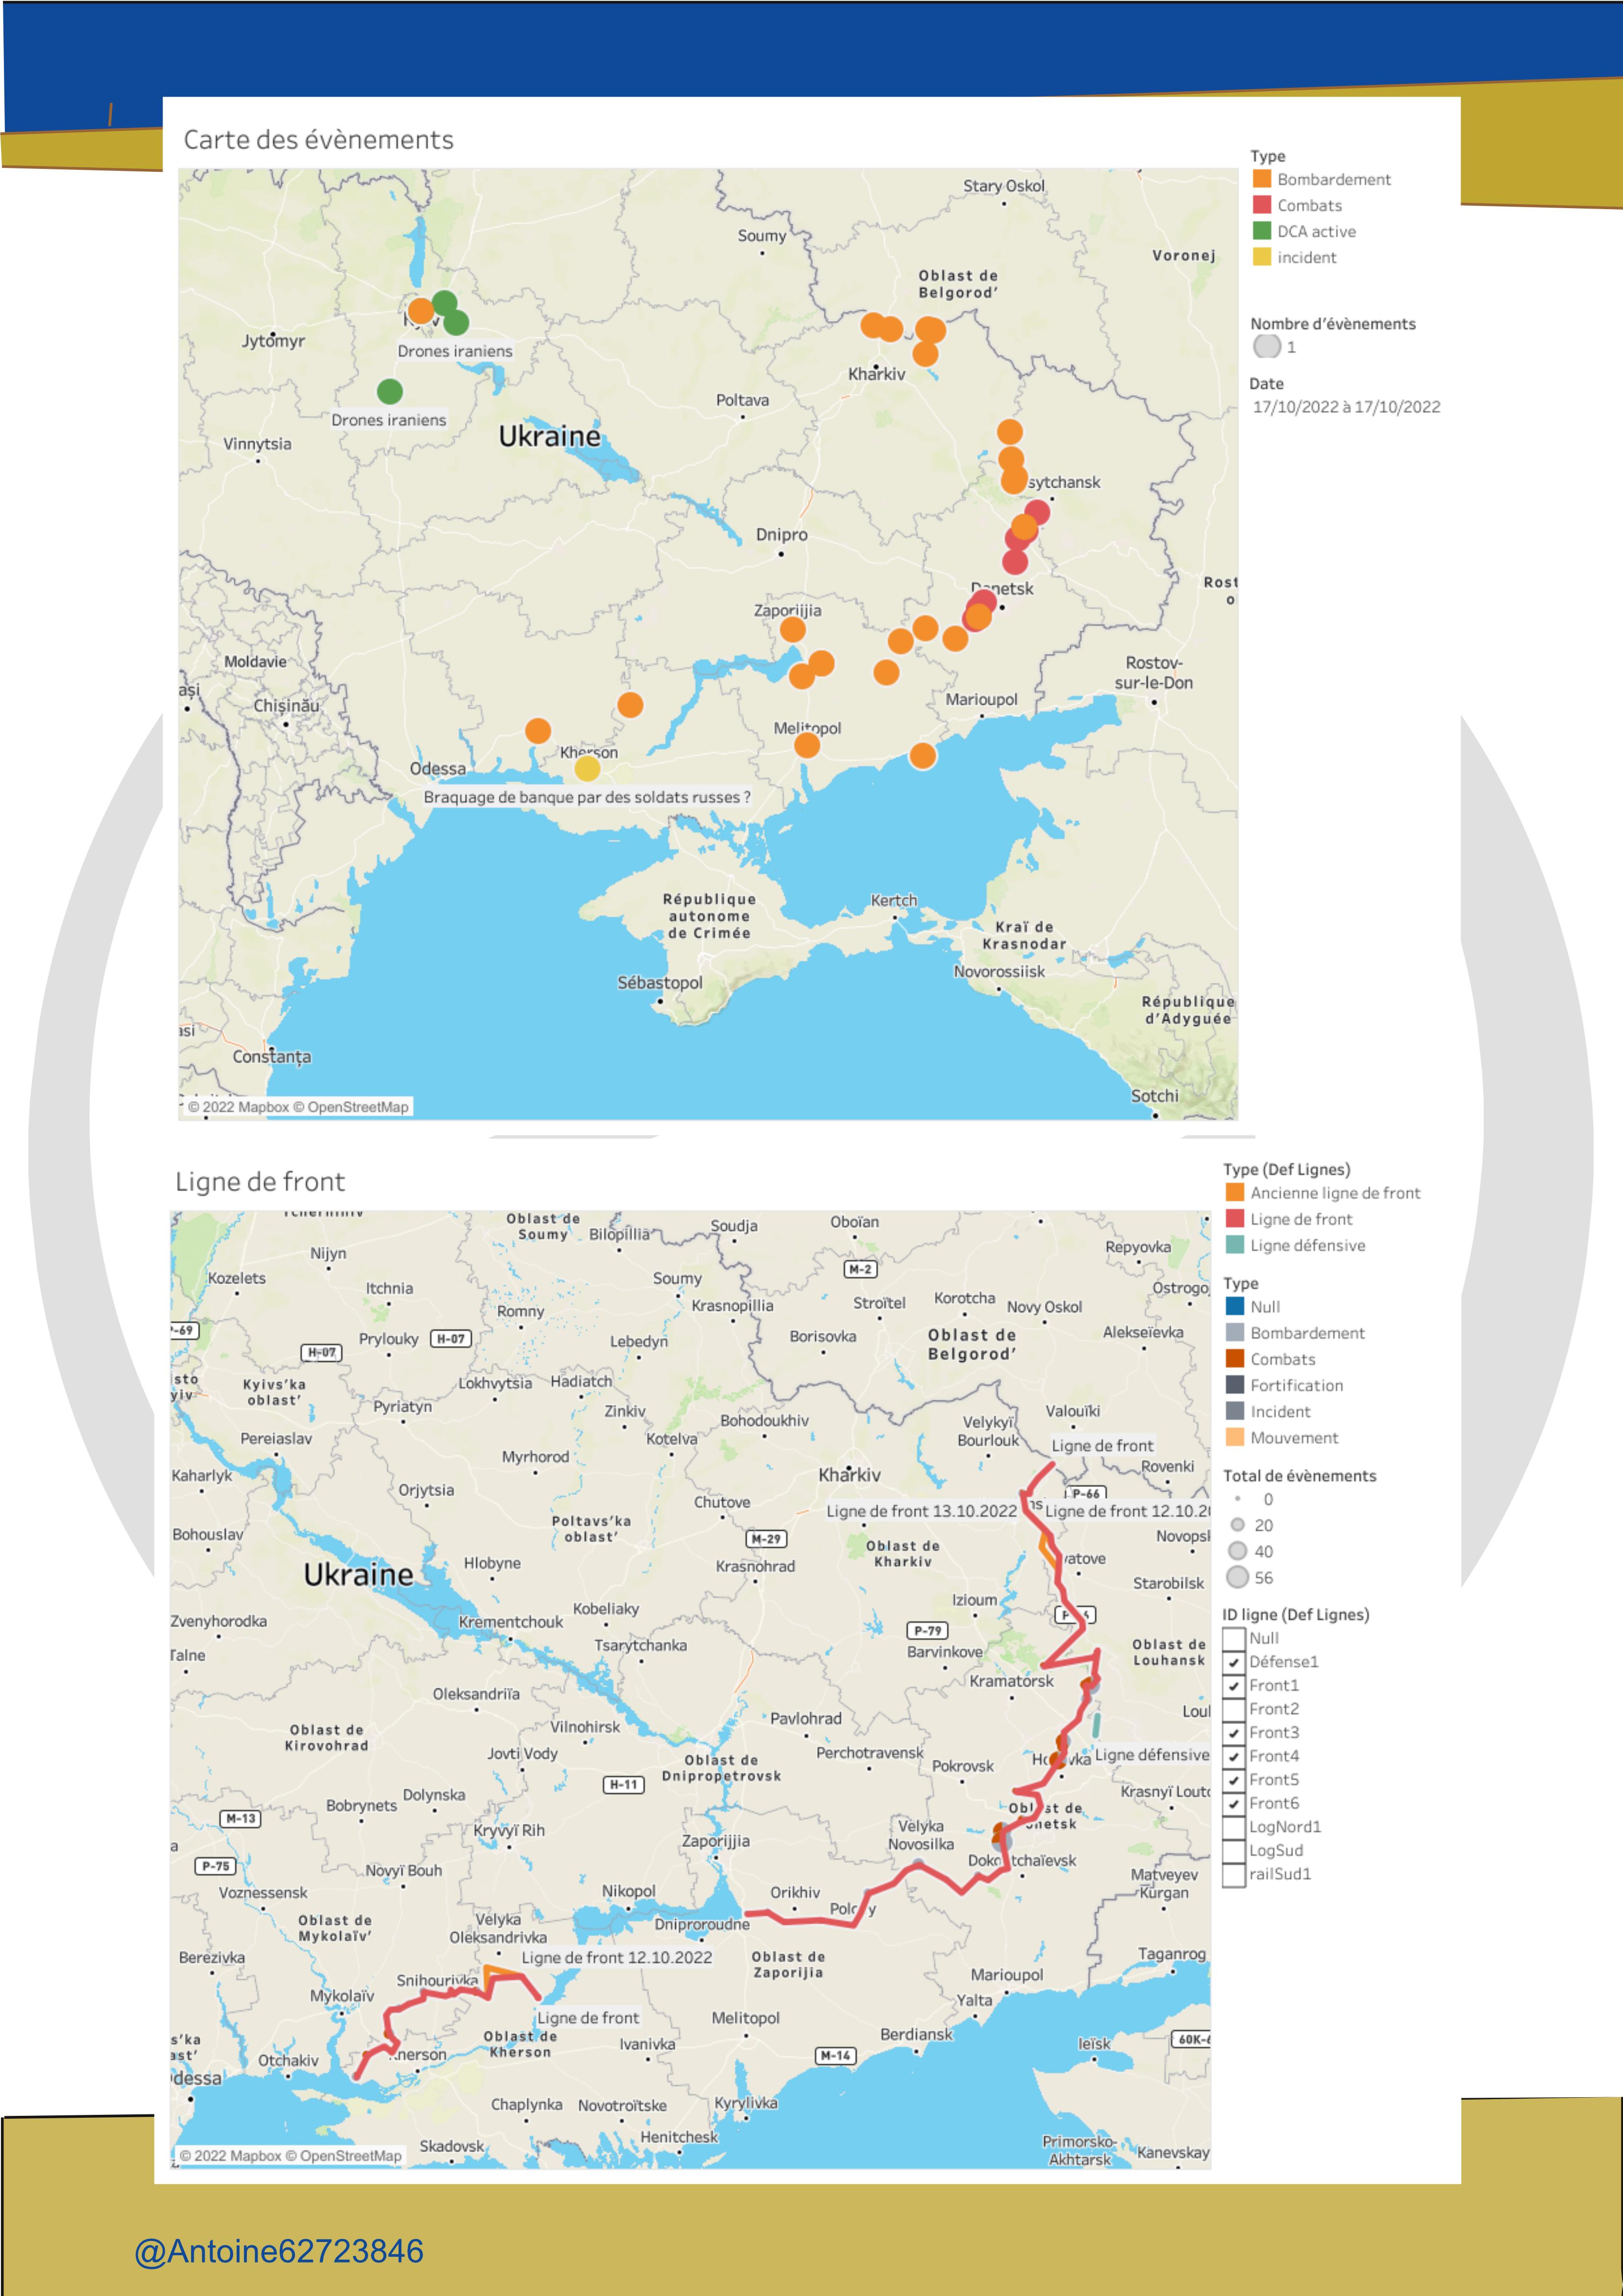 Carte des évènements
Stary Oskol
Soumy
Voronej
Oblast de
Belgorod'
Jytomyr
Drones iraniens
Kharkiv
Poltava
Drones iraniens
Vinnytsia
Ukraine
sytchansk
Dnipro
Donetsk
Rost
o
Zaporijjia
Moldavie
Rostov-
sur-le-Don
ași
Chișinău
Marioupol
Melitopol
Kherson
Odessa
Braquage de banque par des soldats russes ?
République
autonome
de Crimée
Kertch
Kraï de
Krasnodar
Sébastopol
Novorossiisk
République
d'Adyguée
asi
Constanța
Sotchi
© 2022 Mapbox © OpenStreetMap
Type
Bombardement
Combats
DCA active
incident
Nombre d'évènements
1
Date
17/10/2022 à 17/10/2022
Ligne de front
Oblast de
Soumy
Bilopillia
Soudja
Oboïan
Nijyn
Repyovka
M-2
Kozelets
Itchnia
Soumy
Ostrogo
Romny
Krasnopillia
Stroïtel
Korotcha
Novy Oskol
P-69
Prylouky
H-07
H-07
Lebedyn
Borisovka
Oblast de
Belgorod'
Alekseïevka
sto
yiv
Kyivs'ka
oblast'
Lokhvytsia
Hadiatch
Pyriatyn
Zinkiv
Bohodoukhiv
Velykyï
Bourlouk
Valouïki
Pereiaslav
Kotelva
Ligne de front
Myrhorod
Kaharlyk
Kharkiv
Rovenki
Orjytsia
P-66
Chutove
Ligne de front 13.10.2022
Ligne de front 12.10.20
Poltavs'ka
oblast'
Bohouslav
M-29
Novopsk
Oblast de
Kharkiv
vatove
Ukraine
Hlobyne
Krasnohrad
Starobilsk
Izioum
Kobeliaky
Zvenyhorodka
Krementchouk
P-79
Tsarytchanka
Talne
Barvinkove
Oblast de
Louhansk
Kramatorsk
Oleksandriïa
Loul
Pavlohrad
Oblast de
Kirovohrad
Vilnohirsk
Jovti Vody
Perchotravensk
Ligne défensive
Oblast de
Dnipropetrovsk
Pokrovsk
H-11
Dolynska
Krasnyï Loutc
Bobrynets
M-13
Oblast de
Donetsk
Kryvyï Rih
Velyka
Novosilka
Zaporijjia
a
P-75
Novyï Bouh
Matveyev
Kurgan
Voznessensk
Nikopol
Orikhiv
Oblast de
Mykolaïv'
Velyka
Oleksandrivka
Dniproroudne
Berezivka
Ligne de front 12.10.2022
Oblast de
Zaporijia
Taganrog
Snihourivka
Marioupol
Mykolaïv
Yalta
Ligne de front
Melitopol
s'ka
ast'
Oblast de
Kherson
Ivanivka
Berdiansk
Ieïsk
60K-6
Otchakiv
Kherson
M-14
dessa
Chaplynka
Novotroïtske
Kyrylivka
Henitchesk
Skadovsk
Primorsko-
Akhtarsk
Kanevskay
© 2022 Mapbox © OpenStreetMap
Type (Def Lignes)
Ancienne ligne de front
Ligne de front
Ligne défensive
Type
Null
Bombardement
Combats
Fortification
Incident
Mouvement
Total de évènements
0
20
40
56
ID ligne (Def Lignes)
Null
Défense1
Front1
Front2
Front3
Front4
Front5
Front6
LogNord1
LogSud
railSud1
@Antoine62723846